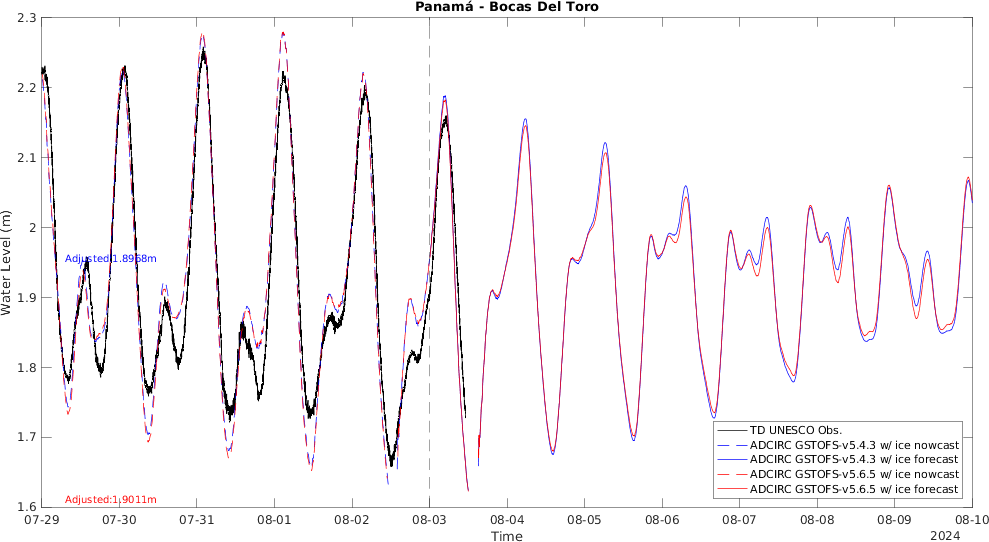 Panamá - Bocas Del Toro
2.3
2.2
2.1
2
1.9
1.8
1.7
1.6
Water Level (m)
Adjusted:1.8968m
Adjusted:1.9011m
TD UNESCO Obs.
ADCIRC GSTOFS-v5.4.3 w/ ice nowcast
ADCIRC GSTOFS-v5.4.3 w/ ice forecast
ADCIRC GSTOFS-v5.6.5 w/ ice nowcast
ADCIRC GSTOFS-v5.6.5 w/ ice forecast
07-29 07-30 07-31 08-01 08-02 08-03 08-04 08-05 08-06 08-07 08-08 08-09 08-10
Time
2024